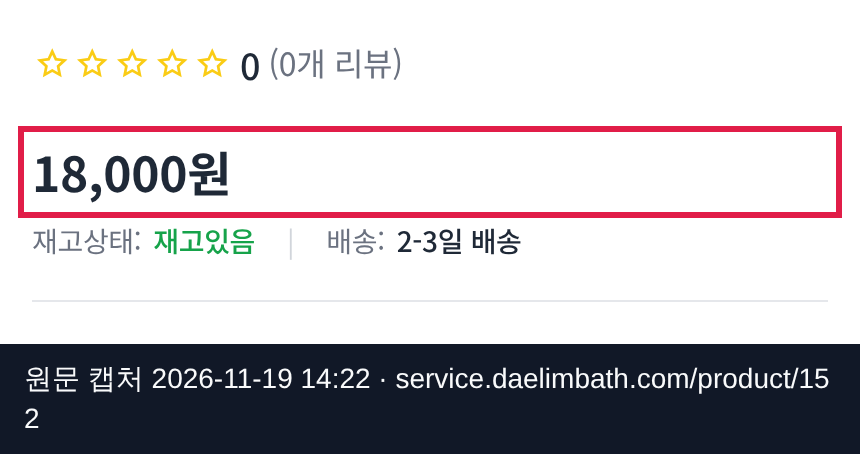 0 (0개 리뷰)
18,000원
재고상태: 재고있음 | 배송: 2-3일 배송
원문 캡처 2026-11-19 14:22 · service.daelimbath.com/product/15
2